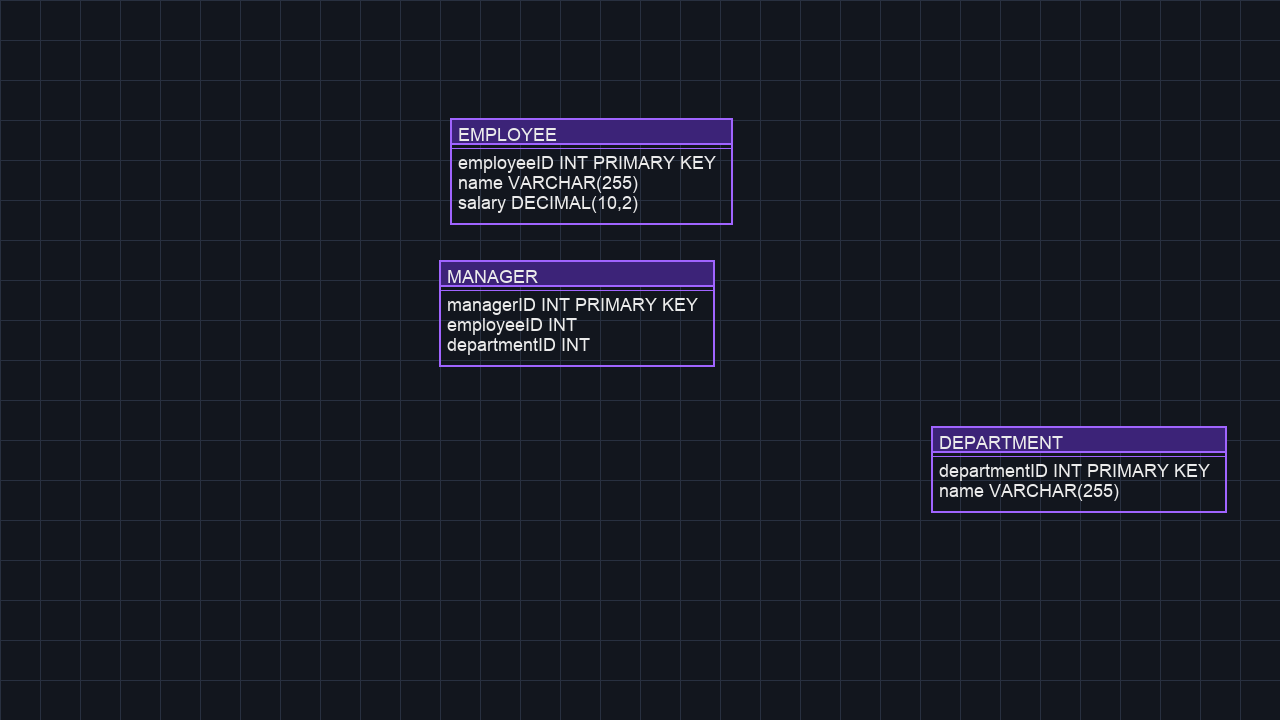 EMPLOYEE
employeeID INT PRIMARY KEY
name VARCHAR(255)
salary DECIMAL(10,2)
MANAGER
managerID INT PRIMARY KEY
employeeID INT
departmentID INT
DEPARTMENT
departmentID INT PRIMARY KEY
name VARCHAR(255)